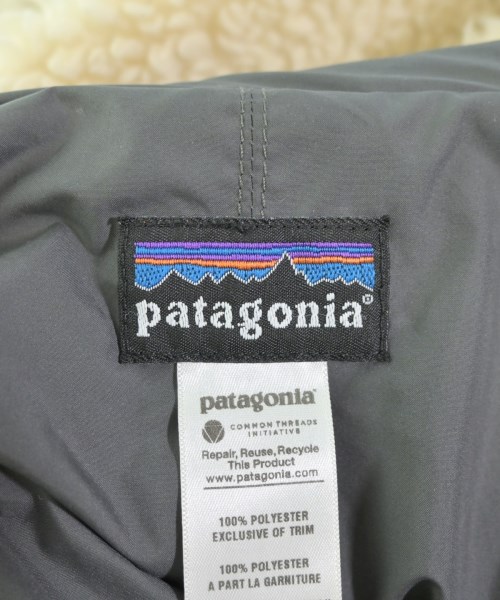 patagonia®
patagonia®
COMMON THREADS
INITIATIVE
Repair, Reuse, Recycle
This Product
www.patagonia.com
100% POLYESTER
EXCLUSIVE OF TRIM
100% POLYESTER
A PART LA GARNITURE